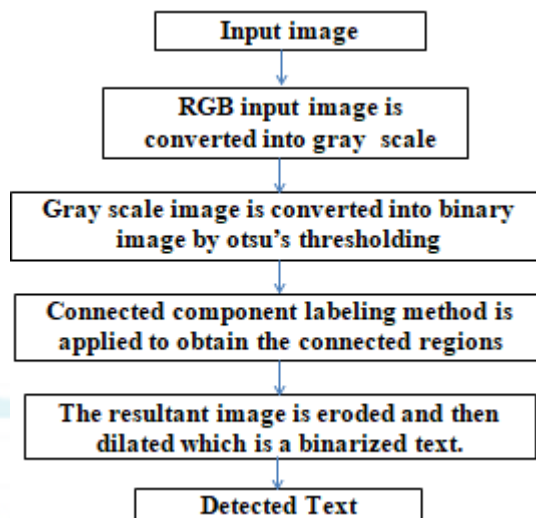 Input image
RGB input image is
converted into gray scale
Gray scale image is converted into binary
image by otsu's thresholding
Connected component labeling method is
applied to obtain the connected regions
The resultant image is eroded and then
dilated which is a binarized text.
Detected Text